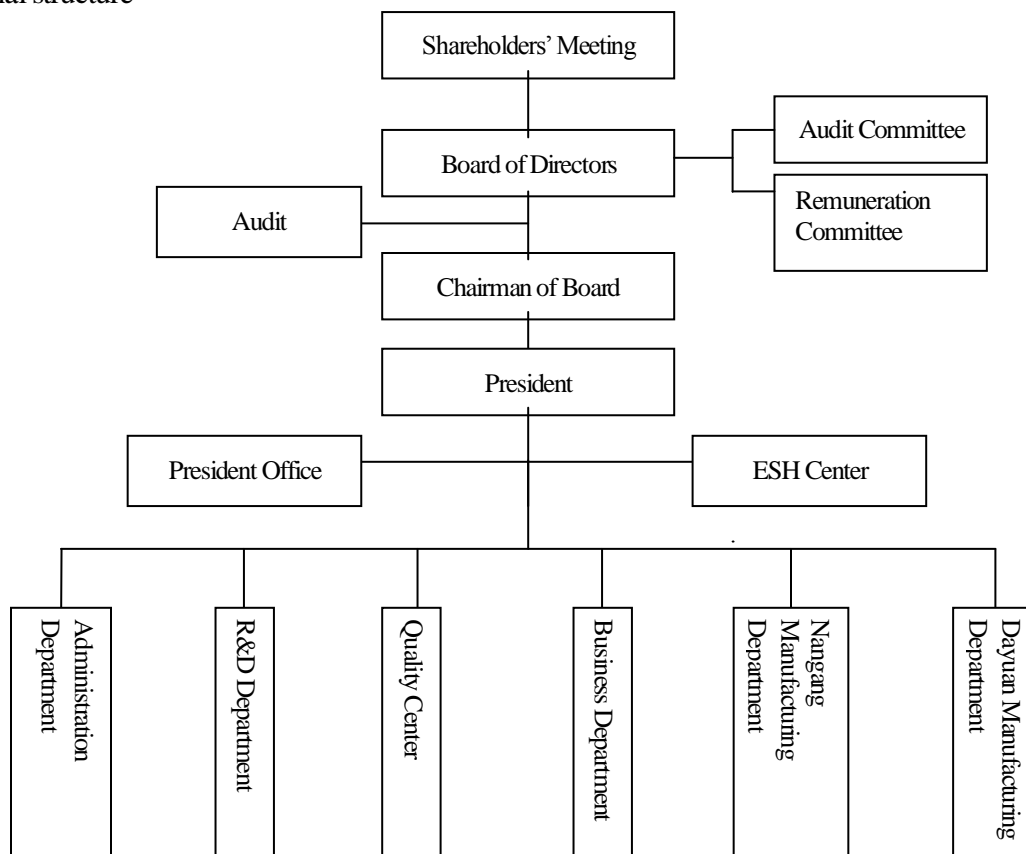 Shareholders' Meeting
Audit Committee
Board of Directors
Remuneration
Committee
Audit
Chairman of Board
President
President Office
ESH Center
Administration
Department
R&D Department
Quality Center
Business Department
Nangang
Manufacturing
Department
Dayuan Manufacturing
Department